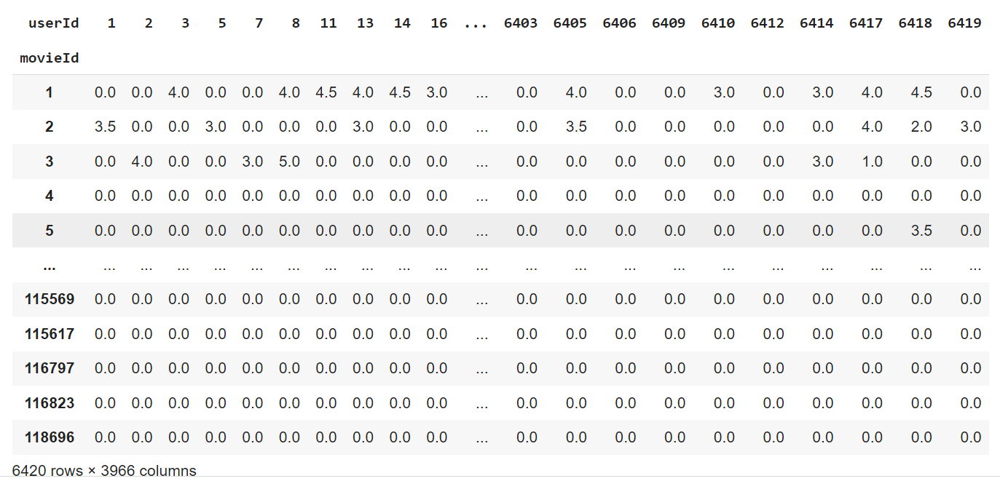 userId 1 2 3 5 7 8 11 13 14 16 ... 6403 6405 6406 6409 6410 6412 6414 6417 6418 6419
movieId
1 0.0 0.0 4.0 0.0 0.0 4.0 4.5 4.0 4.5 3.0 ... 0.0 4.0 0.0 0.0 3.0 0.0 3.0 4.0 4.5 0.0
2 3.5 0.0 0.0 3.0 0.0 0.0 0.0 3.0 0.0 0.0 ... 0.0 3.5 0.0 0.0 0.0 0.0 0.0 4.0 2.0 3.0
3 0.0 4.0 0.0 0.0 3.0 5.0 0.0 0.0 0.0 0.0 ... 0.0 0.0 0.0 0.0 0.0 0.0 3.0 1.0 0.0 0.0
4 0.0 0.0 0.0 0.0 0.0 0.0 0.0 0.0 0.0 0.0 ... 0.0 0.0 0.0 0.0 0.0 0.0 0.0 0.0 0.0 0.0
5 0.0 0.0 0.0 0.0 0.0 0.0 0.0 0.0 0.0 0.0 ... 0.0 0.0 0.0 0.0 0.0 0.0 0.0 0.0 3.5 0.0
... ... ... ... ... ... ... ... ... ... ... ... ... ... ... ... ... ... ... ... ... ...
115569 0.0 0.0 0.0 0.0 0.0 0.0 0.0 0.0 0.0 0.0 ... 0.0 0.0 0.0 0.0 0.0 0.0 0.0 0.0 0.0 0.0
115617 0.0 0.0 0.0 0.0 0.0 0.0 0.0 0.0 0.0 0.0 ... 0.0 0.0 0.0 0.0 0.0 0.0 0.0 0.0 0.0 0.0
116797 0.0 0.0 0.0 0.0 0.0 0.0 0.0 0.0 0.0 0.0 ... 0.0 0.0 0.0 0.0 0.0 0.0 0.0 0.0 0.0 0.0
116823 0.0 0.0 0.0 0.0 0.0 0.0 0.0 0.0 0.0 0.0 ... 0.0 0.0 0.0 0.0 0.0 0.0 0.0 0.0 0.0 0.0
118696 0.0 0.0 0.0 0.0 0.0 0.0 0.0 0.0 0.0 0.0 ... 0.0 0.0 0.0 0.0 0.0 0.0 0.0 0.0 0.0 0.0
6420 rows × 3966 columns